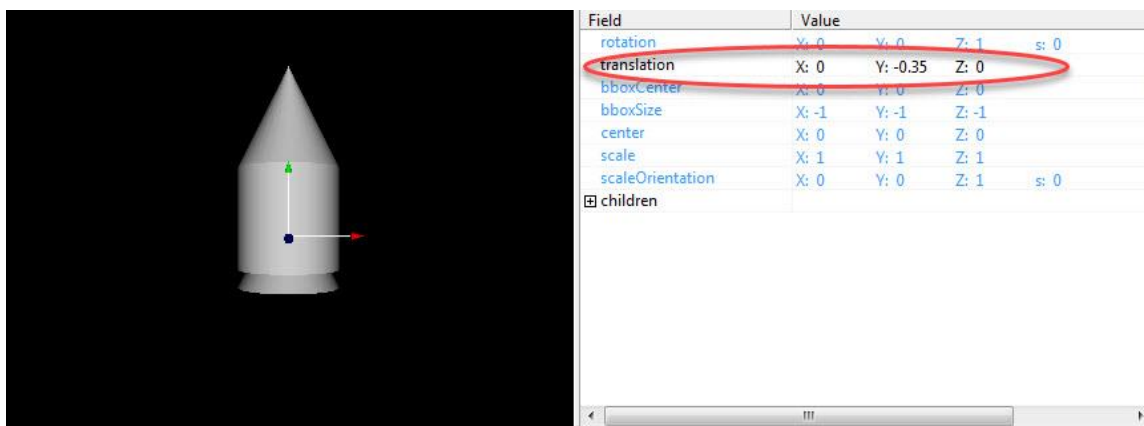 Field Value
rotation X: 0 Y: 0 Z: 1 s: 0
translation X: 0 Y: -0.35 Z: 0
bboxCenter X: 0 Y: 0 Z: 0
bboxSize X: -1 Y: -1 Z: -1
center X: 0 Y: 0 Z: 0
scale X: 1 Y: 1 Z: 1
scaleOrientation X: 0 Y: 0 Z: 1 s: 0
children